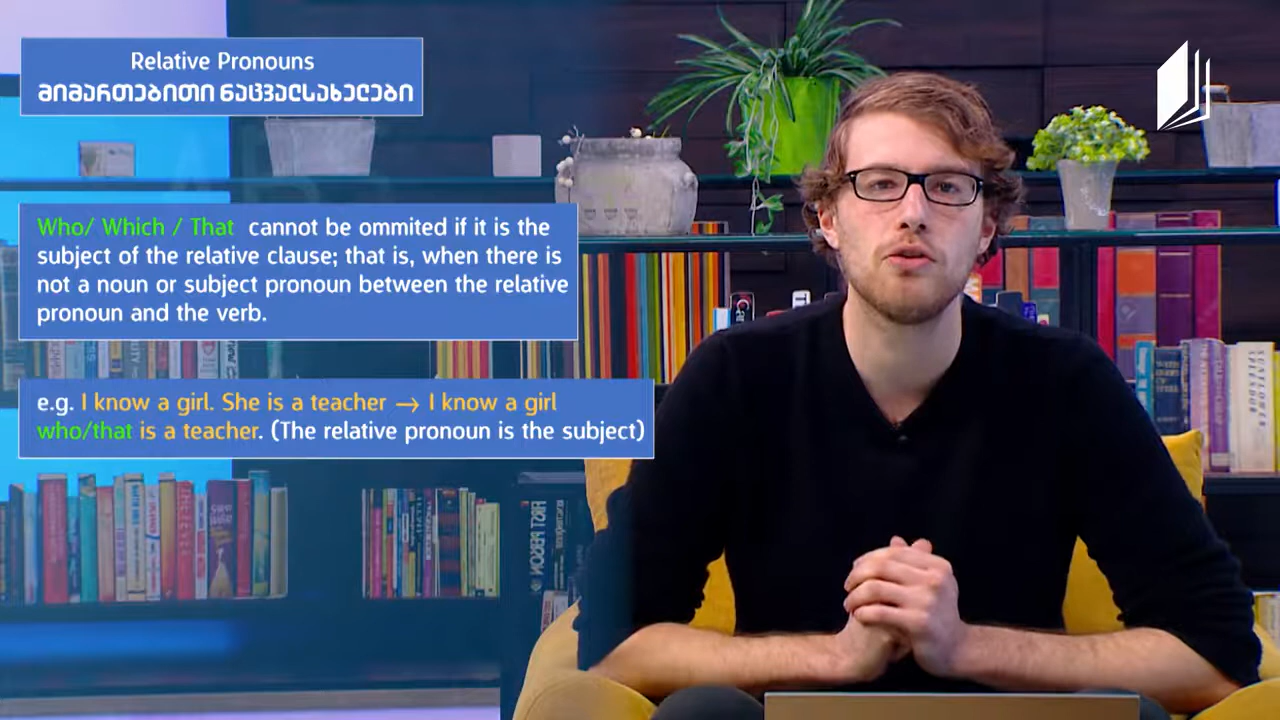 Relative Pronouns
მიმართებითი ნაცვალსახელები
Who/ Which / That cannot be ommited if it is the
subject of the relative clause; that is, when there is
not a noun or subject pronoun between the relative
pronoun and the verb.
e.g. I know a girl. She is a teacher → I know a girl
who/that is a teacher. (The relative pronoun is the subject)
FIRST PERSON